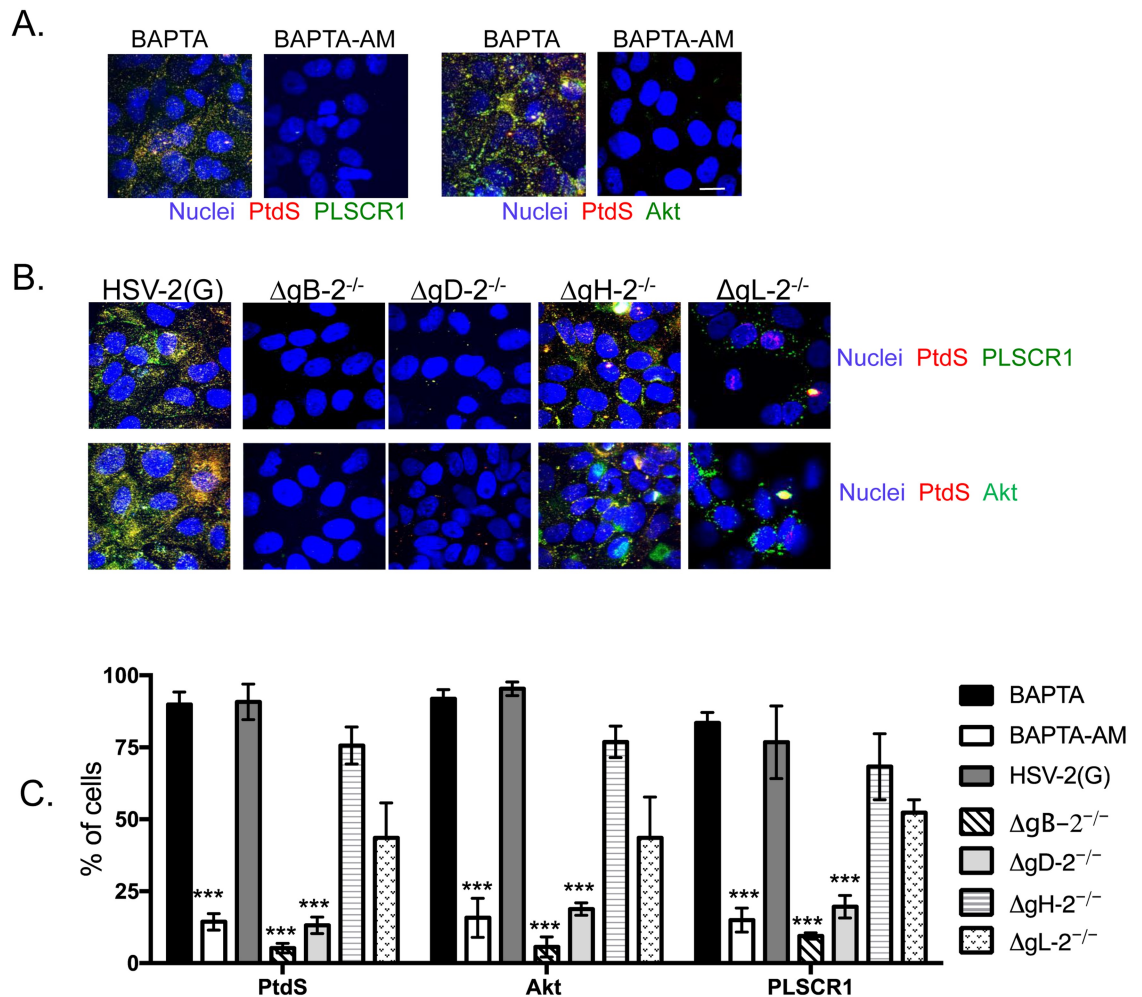 A.
BAPTA BAPTA-AM BAPTA BAPTA-AM
Nuclei PtdS PLSCR1 Nuclei PtdS Akt
B.
HSV-2(G) ΔgB-2⁻/⁻ ΔgD-2⁻/⁻ ΔgH-2⁻/⁻ ΔgL-2⁻/⁻
Nuclei PtdS PLSCR1
Nuclei PtdS Akt
C.
% of cells
100
75
50
25
0
*** *** ***
*** *** ***
*** *** ***
PtdS Akt PLSCR1
BAPTA
BAPTA-AM
HSV-2(G)
ΔgB−2⁻/⁻
ΔgD-2⁻/⁻
ΔgH-2⁻/⁻
ΔgL-2⁻/⁻